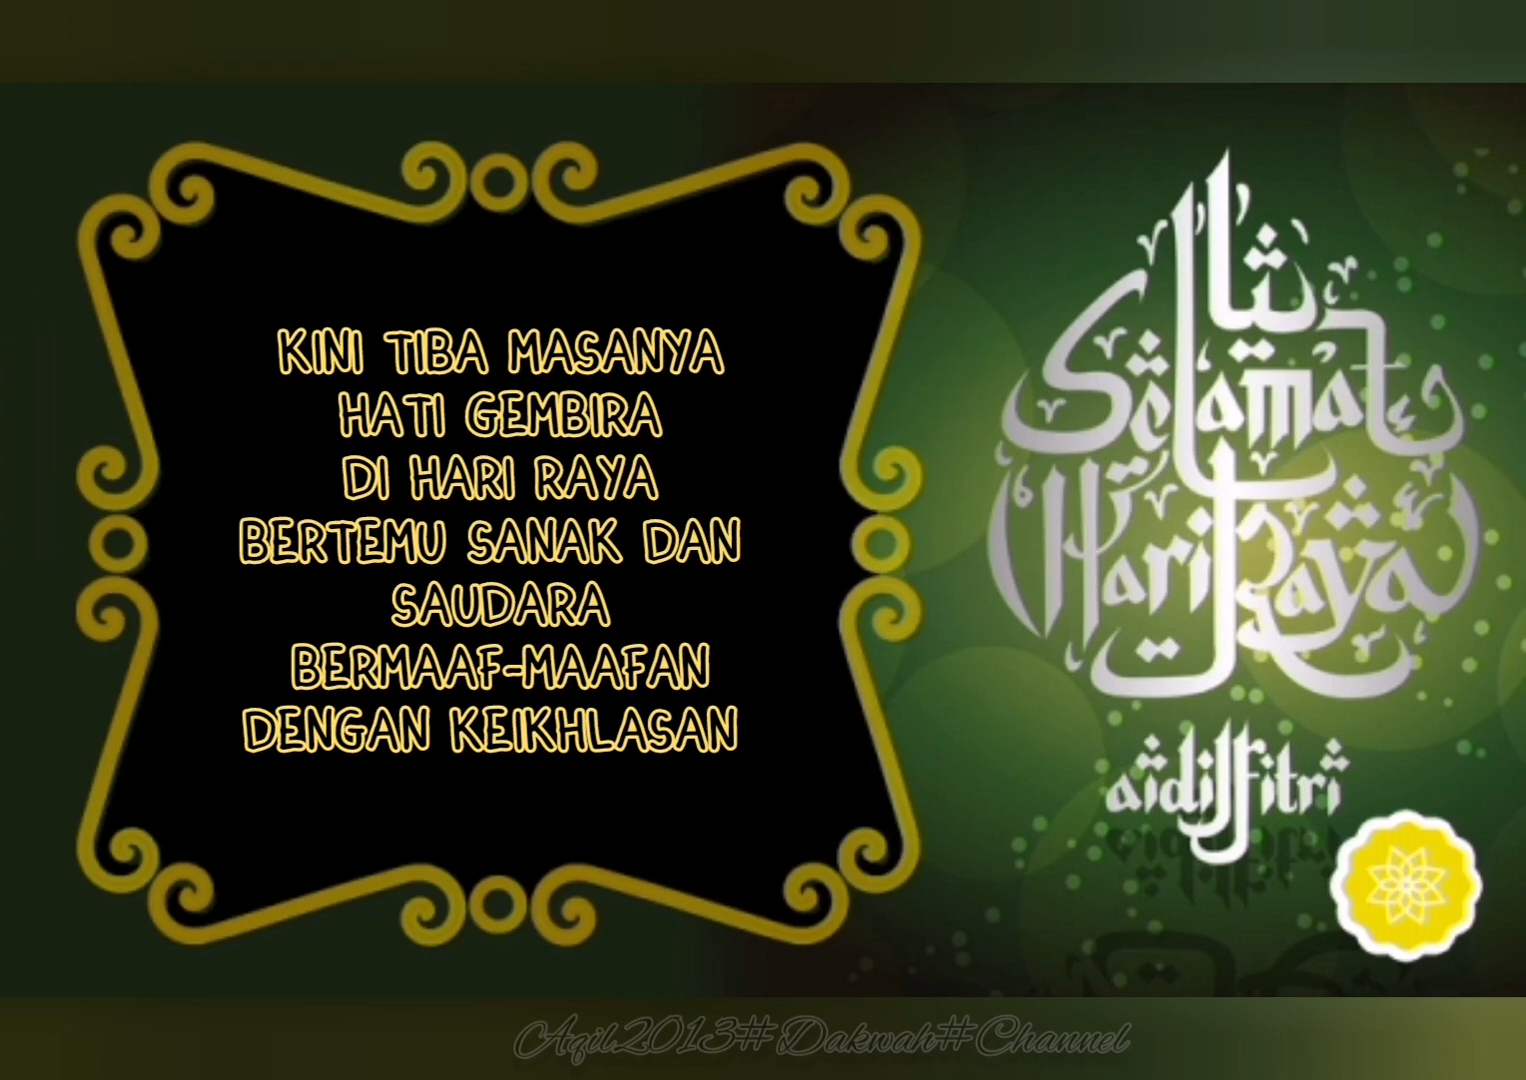 KINI TIBA MASANYA
HATI GEMBIRA
DI HARI RAYA
BERTEMU SANAK DAN
SAUDARA
BERMAAF-MAAFAN
DENGAN KEIKHLASAN
Selamat
Hari Raya
aidilfitri
Aqil2013#Dakwah#Channel